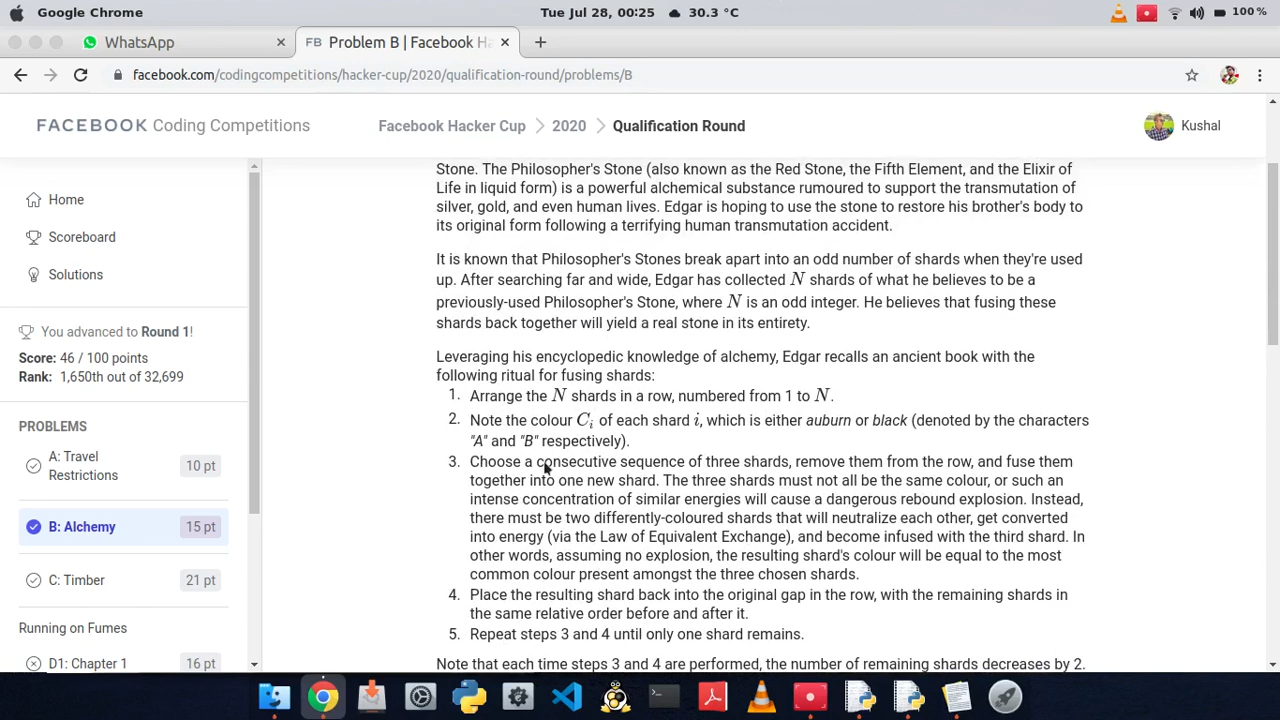 Google Chrome
Tue Jul 28, 00:25
30.3 °C
100 %
WhatsApp
FB Problem B | Facebook Ha
facebook.com/codingcompetitions/hacker-cup/2020/qualification-round/problems/B
FACEBOOK Coding Competitions
Facebook Hacker Cup
2020
Qualification Round
Kushal
Home
Scoreboard
Solutions
You advanced to Round 1!
Score: 46 / 100 points
Rank: 1,650th out of 32,699
PROBLEMS
A: Travel
Restrictions
10 pt
B: Alchemy
15 pt
C: Timber
21 pt
Running on Fumes
D1: Chapter 1
16 pt
Stone. The Philosopher's Stone (also known as the Red Stone, the Fifth Element, and the Elixir of
Life in liquid form) is a powerful alchemical substance rumoured to support the transmutation of
silver, gold, and even human lives. Edgar is hoping to use the stone to restore his brother's body to
its original form following a terrifying human transmutation accident.
It is known that Philosopher's Stones break apart into an odd number of shards when they're used
up. After searching far and wide, Edgar has collected N shards of what he believes to be a
previously-used Philosopher's Stone, where N is an odd integer. He believes that fusing these
shards back together will yield a real stone in its entirety.
Leveraging his encyclopedic knowledge of alchemy, Edgar recalls an ancient book with the
following ritual for fusing shards:
1. Arrange the N shards in a row, numbered from 1 to N.
2. Note the colour Ci of each shard i, which is either auburn or black (denoted by the characters
"A" and "B" respectively).
3. Choose a consecutive sequence of three shards, remove them from the row, and fuse them
together into one new shard. The three shards must not all be the same colour, or such an
intense concentration of similar energies will cause a dangerous rebound explosion. Instead,
there must be two differently-coloured shards that will neutralize each other, get converted
into energy (via the Law of Equivalent Exchange), and become infused with the third shard. In
other words, assuming no explosion, the resulting shard's colour will be equal to the most
common colour present amongst the three chosen shards.
4. Place the resulting shard back into the original gap in the row, with the remaining shards in
the same relative order before and after it.
5. Repeat steps 3 and 4 until only one shard remains.
Note that each time steps 3 and 4 are performed, the number of remaining shards decreases by 2.